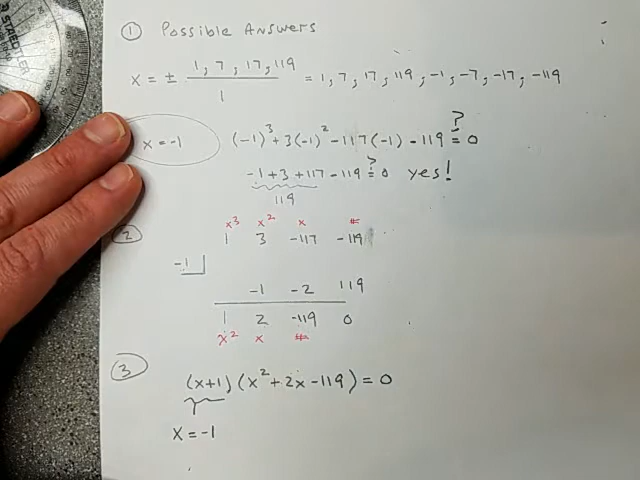 ① Possible Answers
x = ± 1, 7, 17, 119 / 1 = 1, 7, 17, 119, -1, -7, -17, -119
x = -1 (-1)³ + 3(-1)² - 117(-1) - 119 ≟ 0
-1 + 3 + 117 - 119 ≟ 0 yes!
119
② x³ x² x #
1 3 -117 -119
-1
-1 -2 119
1 2 -119 0
x² x #
③ (x+1)(x² + 2x - 119) = 0
x = -1
STAEDTLER